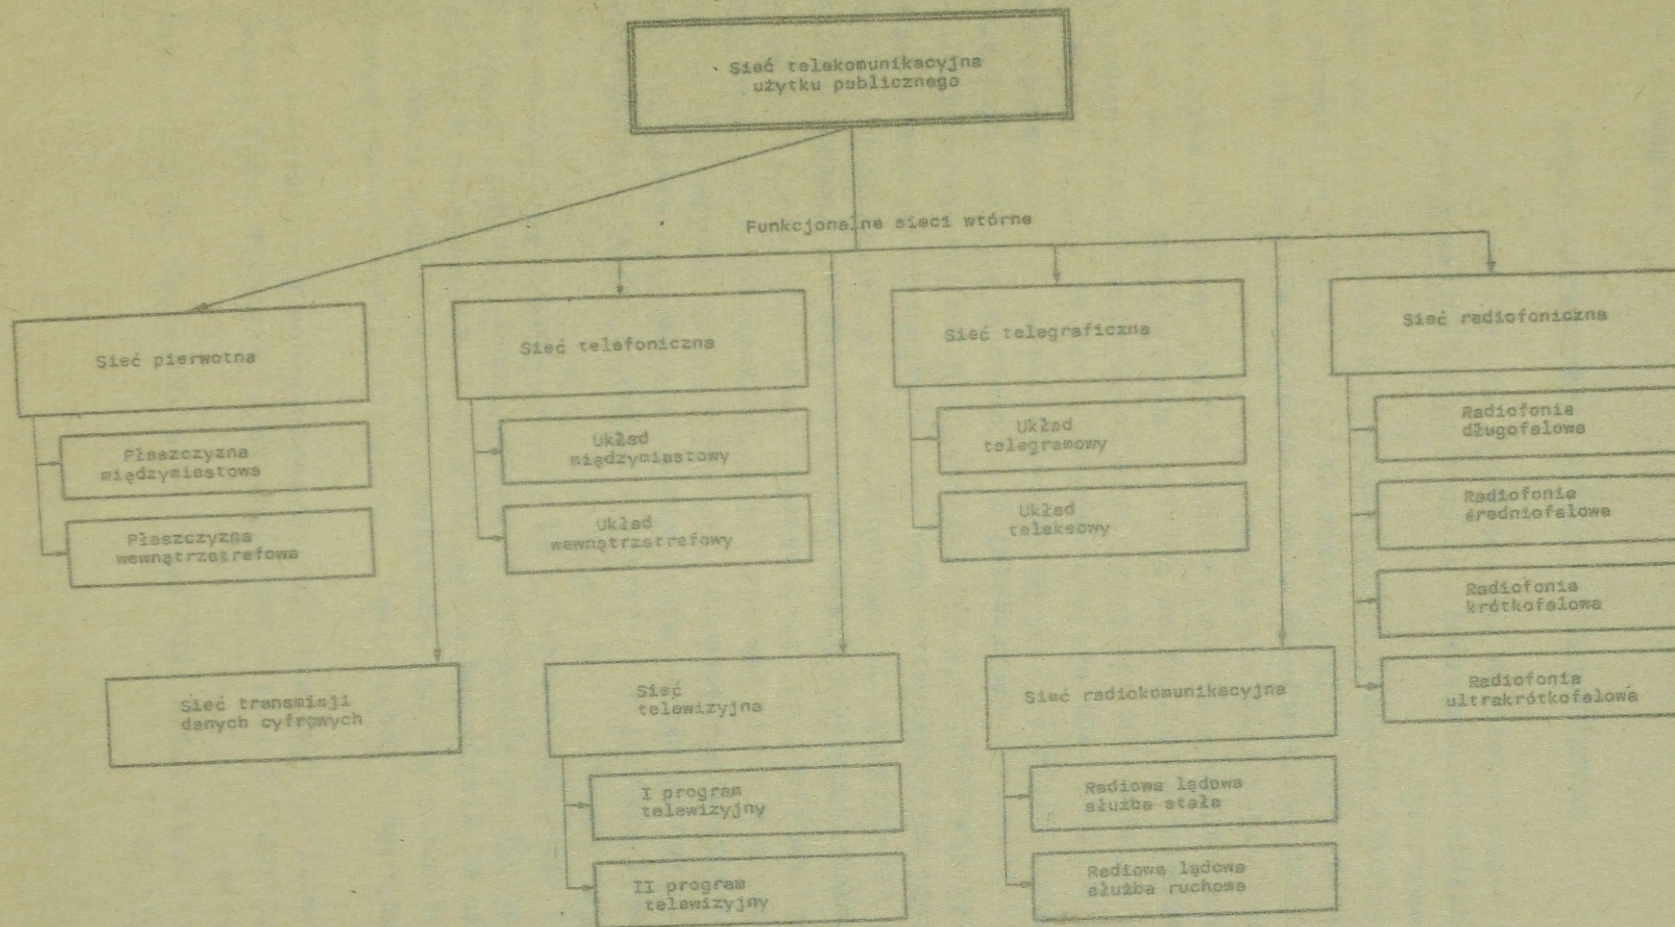 Sieć telekomunikacyjna
użytku publicznego
Funkcjonalne sieci wtórne
Sieć pierwotna
Płaszczyzna
międzymiastowa
Płaszczyzna
wewnątrzstrefowa
Sieć telefoniczna
Układ
międzymiastowy
Układ
wewnątrzstrefowy
Sieć telegraficzna
Układ
telegramowy
Układ
teleksowy
Sieć radiofoniczna
Radiofonia
długofalowa
Radiofonia
średniofalowa
Radiofonia
krótkofalowa
Radiofonia
ultrakrótkofalowa
Sieć transmisji
danych cyfrowych
Sieć
telewizyjna
I program
telewizyjny
II program
telewizyjny
Sieć radiokomunikacyjna
Radiowa lądowa
służba stała
Radiowa lądowa
służba ruchoma